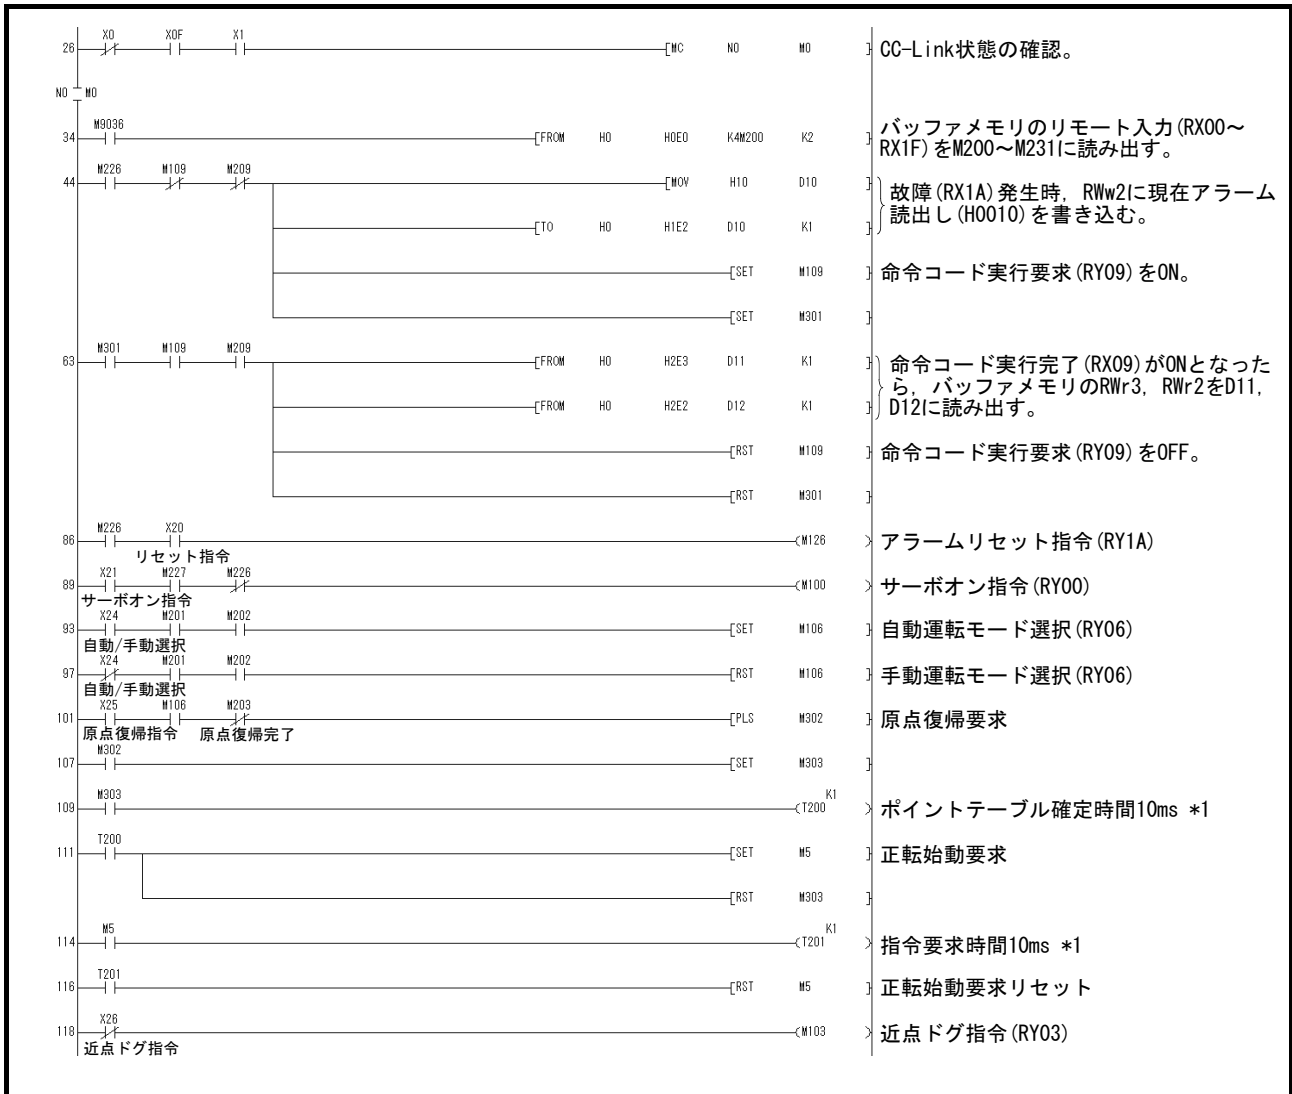 X0 X0F X1
26 [MC N0 M0 ] CC-Link状態の確認。
N0 M0
M9036
34 [FROM H0 H0E0 K4M200 K2 ] バッファメモリのリモート入力(RX00～
RX1F)をM200～M231に読み出す。
M226 M109 M209
44 [MOV H10 D10 ] 故障(RX1A)発生時, RWw2に現在アラーム
読出し(H0010)を書き込む。
[TO H0 H1E2 D10 K1 ]
[SET M109 ] 命令コード実行要求(RY09)をON。
[SET M301 ]
M301 M109 M209
63 [FROM H0 H2E3 D11 K1 ] 命令コード実行完了(RX09)がONとなった
ら, バッファメモリのRWr3, RWr2をD11,
[FROM H0 H2E2 D12 K1 ] D12に読み出す。
[RST M109 ] 命令コード実行要求(RY09)をOFF。
[RST M301 ]
M226 X20
86 (M126 ) アラームリセット指令(RY1A)
リセット指令
X21 M227 M226
89 (M100 ) サーボオン指令(RY00)
サーボオン指令
X24 M201 M202
93 [SET M106 ] 自動運転モード選択(RY06)
自動/手動選択
X24 M201 M202
97 [RST M106 ] 手動運転モード選択(RY06)
自動/手動選択
X25 M106 M203
101 [PLS M302 ] 原点復帰要求
原点復帰指令 原点復帰完了
M302
107 [SET M303 ]
M303 K1
109 (T200 ) ポイントテーブル確定時間10ms *1
T200
111 [SET M5 ] 正転始動要求
[RST M303 ]
M5 K1
114 (T201 ) 指令要求時間10ms *1
T201
116 [RST M5 ] 正転始動要求リセット
X26
118 (M103 ) 近点ドグ指令(RY03)
近点ドグ指令